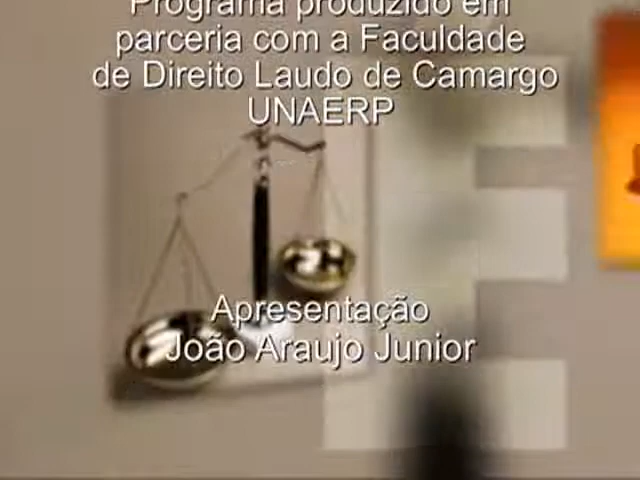 Programa produzido em
parceria com a Faculdade
de Direito Laudo de Camargo
UNAERP
Apresentação
João Araujo Junior